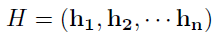 H = (h₁, h₂, ⋯ hₙ)